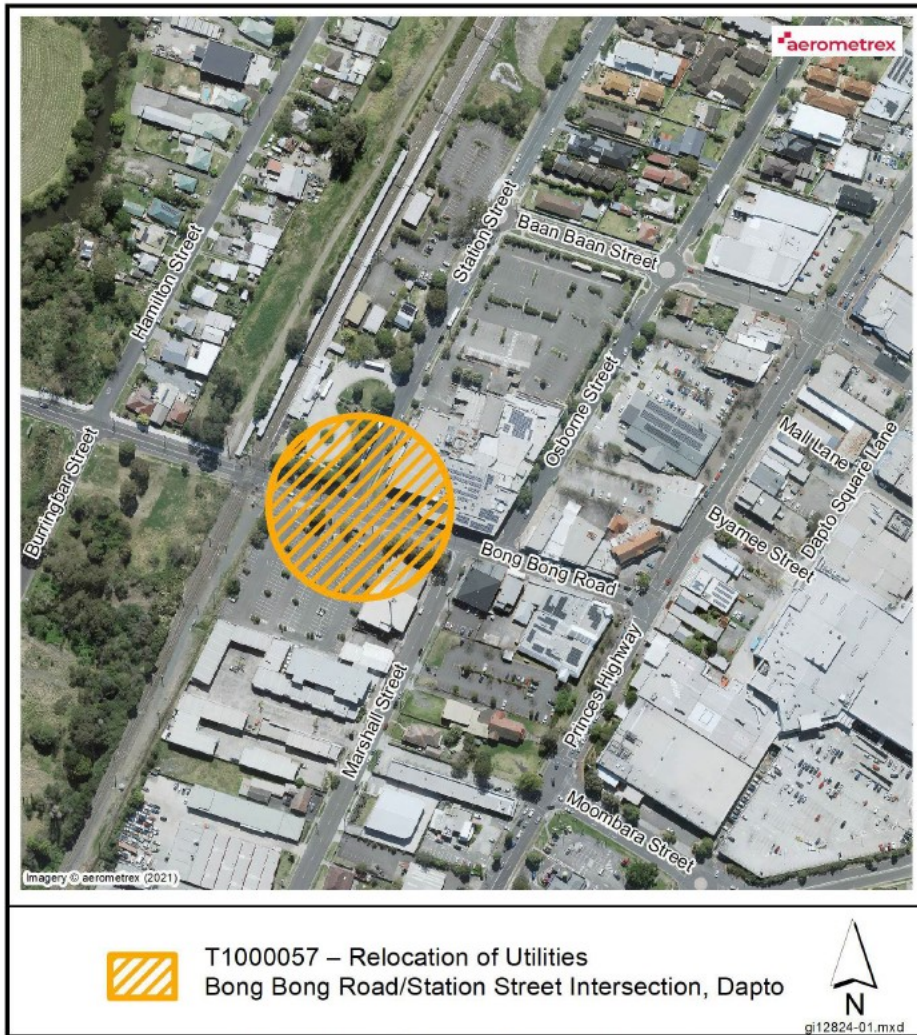 aerometrex
Station Street
Baan Baan Street
Hamilton Street
Osborne Street
Mall Lane
Dapto Square Lane
Burringbar Street
Byamee Street
Bong Bong Road
Princes Highway
Marshall Street
Moombara Street
Imagery © aerometrex (2021)
T1000057 – Relocation of Utilities
Bong Bong Road/Station Street Intersection, Dapto
N
gi12824-01.mxd